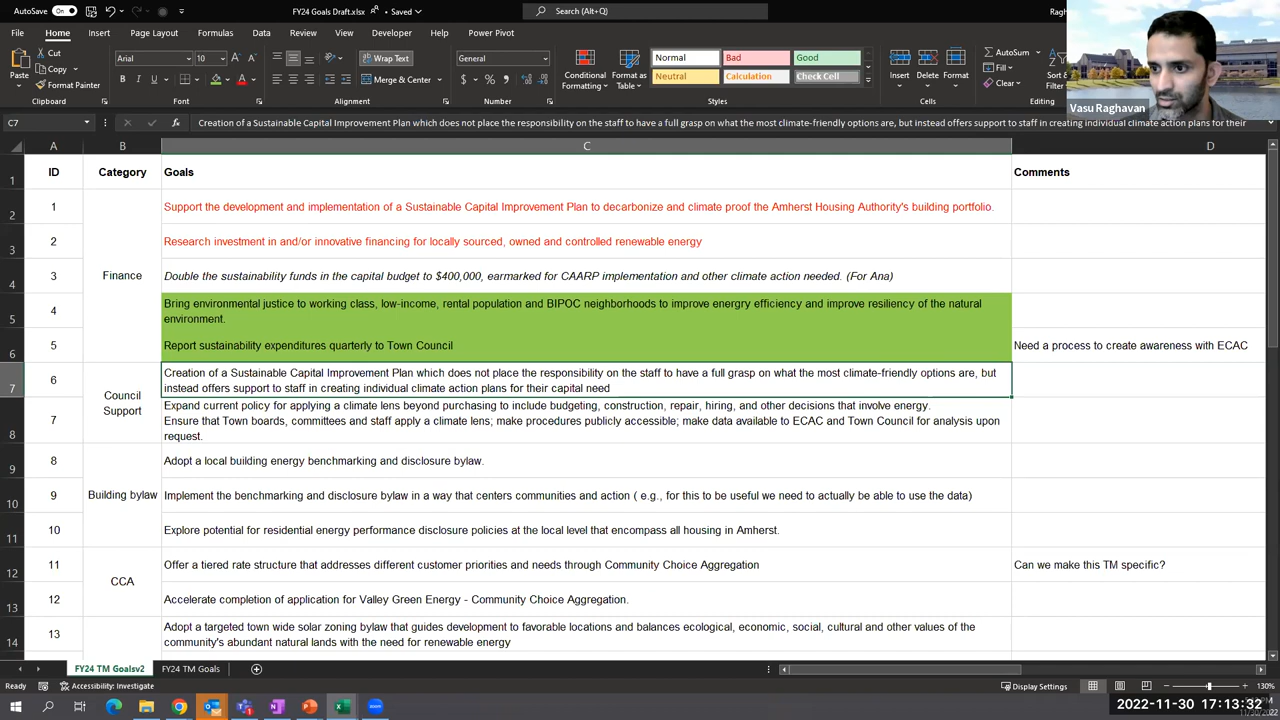 AutoSave On FY24 Goals Draft.xlsx • Saved Search (Alt+Q) Ragh
File Home Insert Page Layout Formulas Data Review View Developer Power Pivot
Paste Cut Copy Format Painter Clipboard
Arial 10 B I U A Font
Wrap Text Merge & Center Alignment
General $ % Number
Conditional Formatting Format as Table Normal Bad Good Neutral Calculation Check Cell Styles
Insert Delete Format Cells
AutoSum Fill Clear Sort Editing
Vasu Raghavan
C7 fx Creation of a Sustainable Capital Improvement Plan which does not place the responsibility on the staff to have a full grasp on what the most climate-friendly options are, but instead offers support to staff in creating individual climate action plans for their
A B C D
1 ID Category Goals Comments
2 1 Support the development and implementation of a Sustainable Capital Improvement Plan to decarbonize and climate proof the Amherst Housing Authority's building portfolio.
3 2 Research investment in and/or innovative financing for locally sourced, owned and controlled renewable energy
Finance
4 3 Double the sustainability funds in the capital budget to $400,000, earmarked for CAARP implementation and other climate action needed. (For Ana)
5 4 Bring environmental justice to working class, low-income, rental population and BIPOC neighborhoods to improve energry efficiency and improve resiliency of the natural
environment.
6 5 Report sustainability expenditures quarterly to Town Council Need a process to create awareness with ECAC
7 6 Creation of a Sustainable Capital Improvement Plan which does not place the responsibility on the staff to have a full grasp on what the most climate-friendly options are, but
instead offers support to staff in creating individual climate action plans for their capital need
Council
Support
8 7 Expand current policy for applying a climate lens beyond purchasing to include budgeting, construction, repair, hiring, and other decisions that involve energy.
Ensure that Town boards, committees and staff apply a climate lens; make procedures publicly accessible; make data available to ECAC and Town Council for analysis upon
request.
9 8 Adopt a local building energy benchmarking and disclosure bylaw.
10 9 Building bylaw Implement the benchmarking and disclosure bylaw in a way that centers communities and action ( e.g., for this to be useful we need to actually be able to use the data)
11 10 Explore potential for residential energy performance disclosure policies at the local level that encompass all housing in Amherst.
12 11 Offer a tiered rate structure that addresses different customer priorities and needs through Community Choice Aggregation Can we make this TM specific?
CCA
13 12 Accelerate completion of application for Valley Green Energy - Community Choice Aggregation.
14 13 Adopt a targeted town wide solar zoning bylaw that guides development to favorable locations and balances ecological, economic, social, cultural and other values of the
community's abundant natural lands with the need for renewable energy
FY24 TM Goalsv2 FY24 TM Goals
Ready Accessibility: Investigate Display Settings 130%
2022-11-30 17:13:32